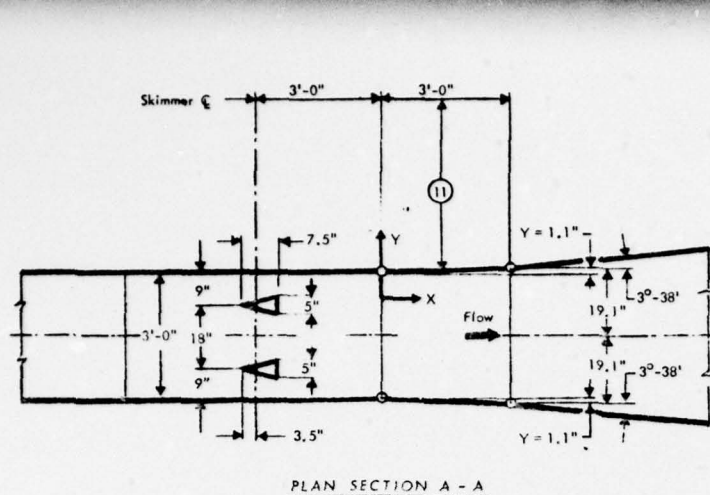 3'-0" 3'-0"
Skimmer ℄
11
7.5" Y Y = 1.1"
9" 5" X 19.1" 3°-38'
Flow
3'-0" 18"
5" 19.1" 3°-38'
9"
3.5" Y = 1.1"
PLAN SECTION A - A